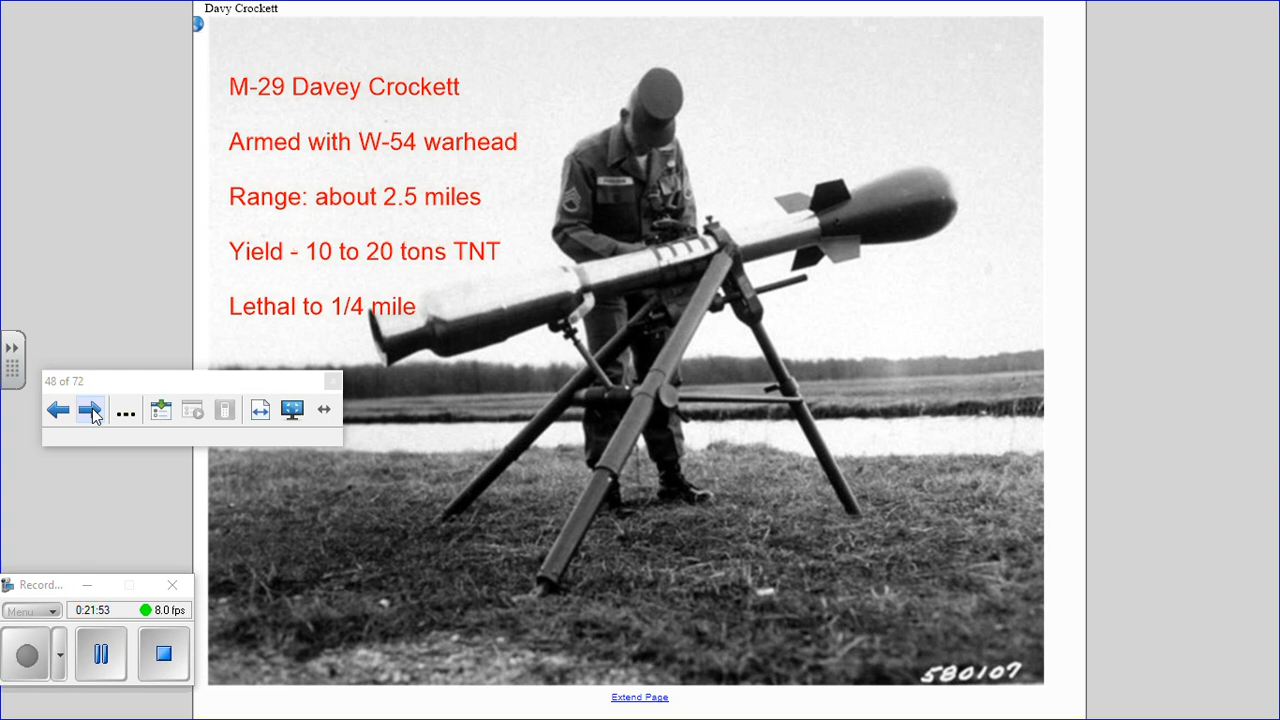 Davy Crockett
M-29 Davey Crockett
Armed with W-54 warhead
Range: about 2.5 miles
Yield - 10 to 20 tons TNT
Lethal to 1/4 mile
48 of 72
Record...
Menu
0:21:53
8.0 fps
580107
Extend Page